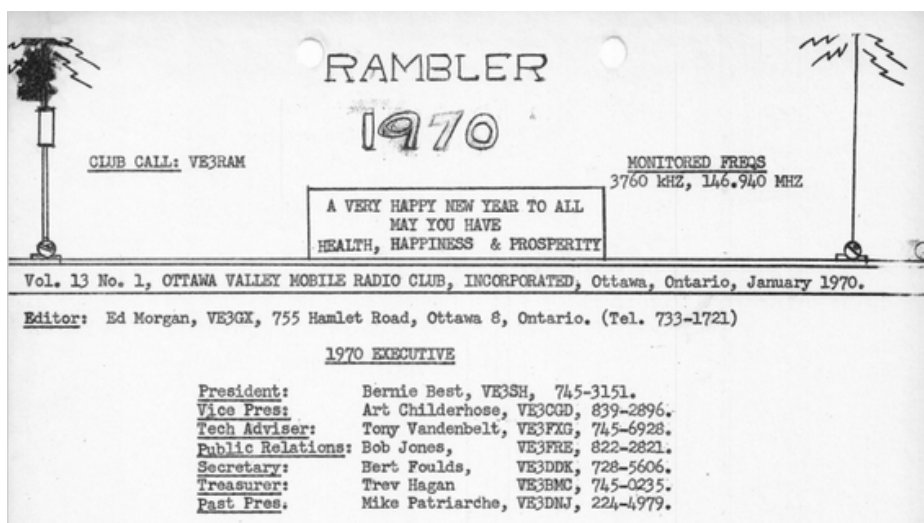 RAMBLER
1970
CLUB CALL: VE3RAM
MONITORED FREQS
3760 kHZ, 146.940 MHZ
A VERY HAPPY NEW YEAR TO ALL
MAY YOU HAVE
HEALTH, HAPPINESS & PROSPERITY
Vol. 13 No. 1, OTTAWA VALLEY MOBILE RADIO CLUB, INCORPORATED, Ottawa, Ontario, January 1970.
Editor: Ed Morgan, VE3GX, 755 Hamlet Road, Ottawa 8, Ontario. (Tel. 733-1721)
1970 EXECUTIVE
President: Bernie Best, VE3SH, 745-3151.
Vice Pres: Art Childerhose, VE3CGD, 839-2896.
Tech Adviser: Tony Vandenbelt, VE3FXG, 745-6928.
Public Relations: Bob Jones, VE3FRE, 822-2821.
Secretary: Bert Foulds, VE3DDK, 728-5606.
Treasurer: Trev Hagan VE3BMC, 745-0235.
Past Pres. Mike Patriarche, VE3DNJ, 224-4979.